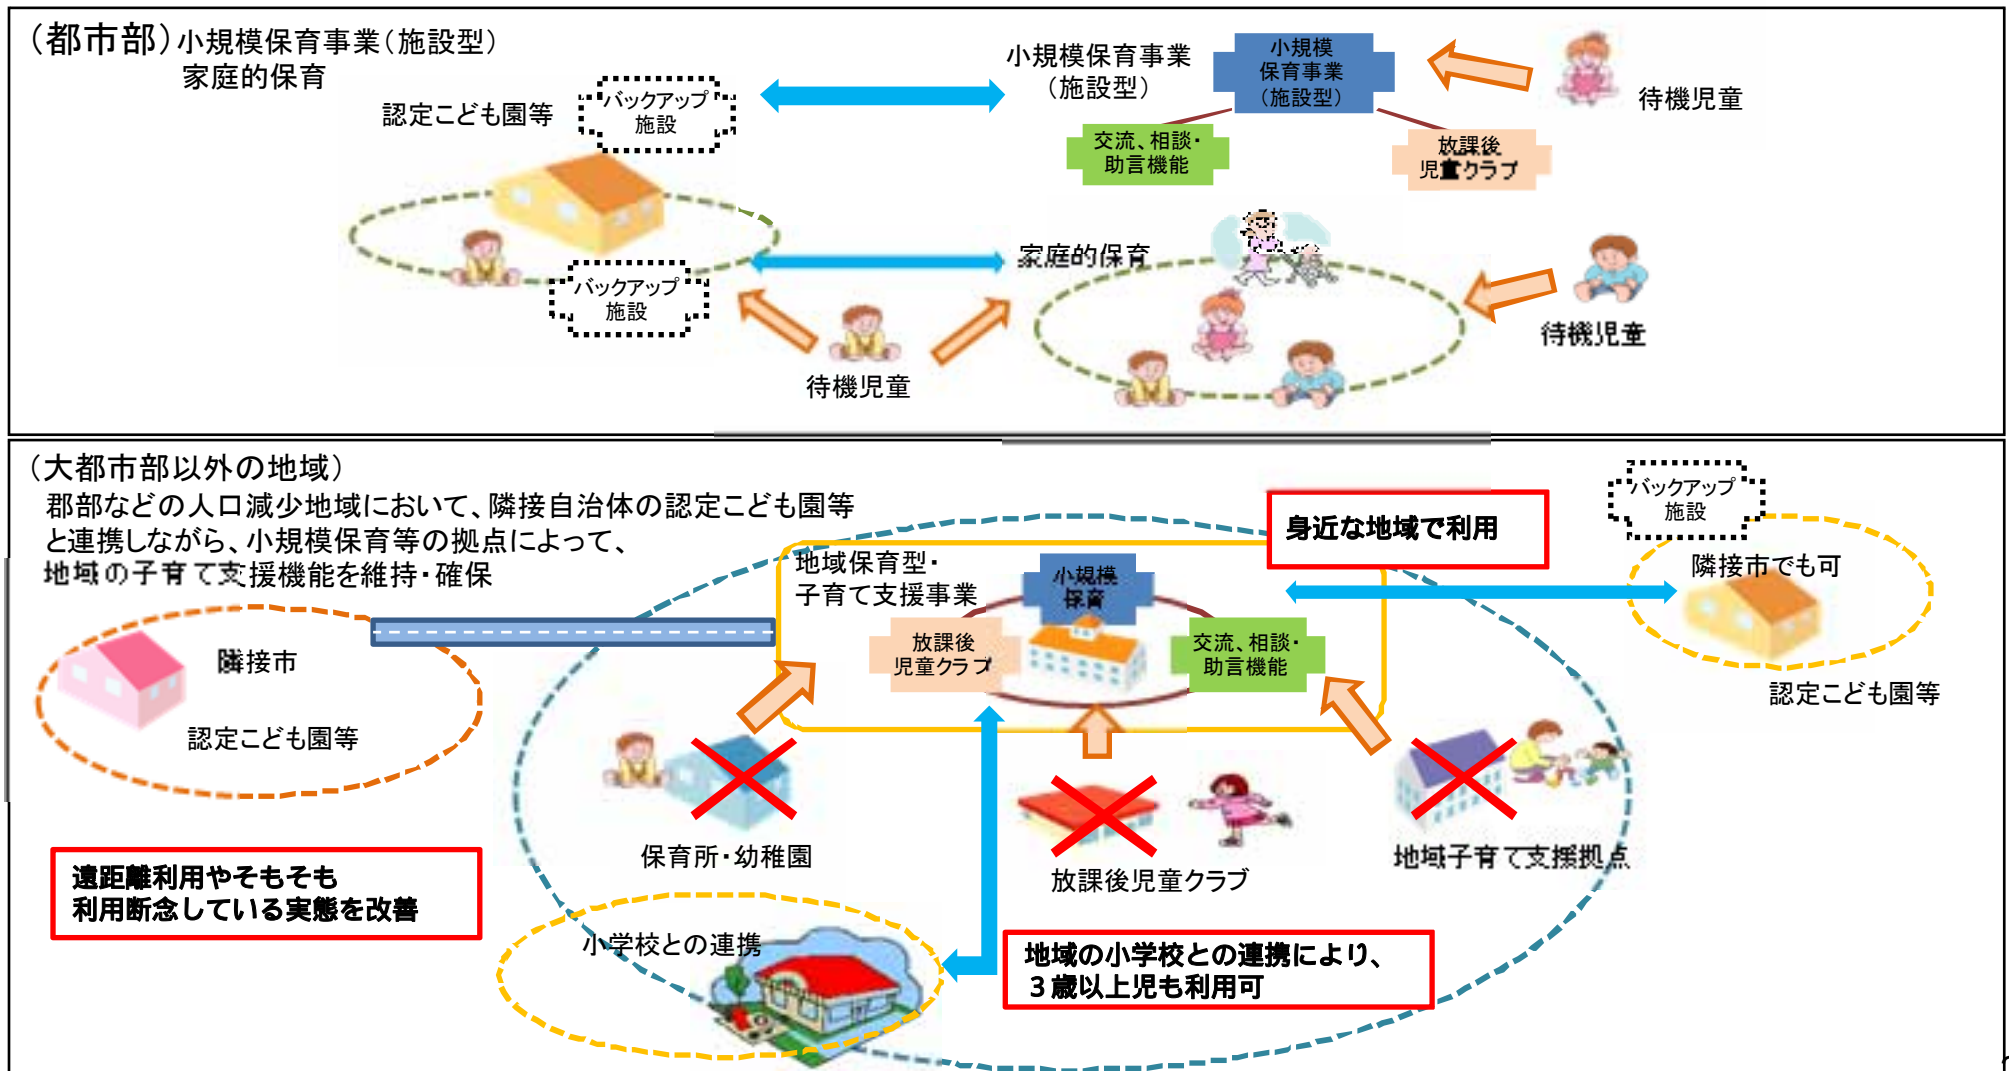 （都市部）小規模保育事業（施設型）
家庭的保育
認定こども園等
バックアップ
施設
小規模保育事業
（施設型）
小規模
保育事業
（施設型）
待機児童
交流、相談・
助言機能
放課後
児童クラブ
バックアップ
施設
家庭的保育
待機児童
待機児童
（大都市部以外の地域）
郡部などの人口減少地域において、隣接自治体の認定こども園等
と連携しながら、小規模保育等の拠点によって、
地域の子育て支援機能を維持・確保
身近な地域で利用
バックアップ
施設
隣接市でも可
認定こども園等
地域保育型・
子育て支援事業
小規模
保育
放課後
児童クラブ
交流、相談・
助言機能
隣接市
認定こども園等
保育所・幼稚園
放課後児童クラブ
地域子育て支援拠点
遠距離利用やそもそも
利用断念している実態を改善
小学校との連携
地域の小学校との連携により、
３歳以上児も利用可